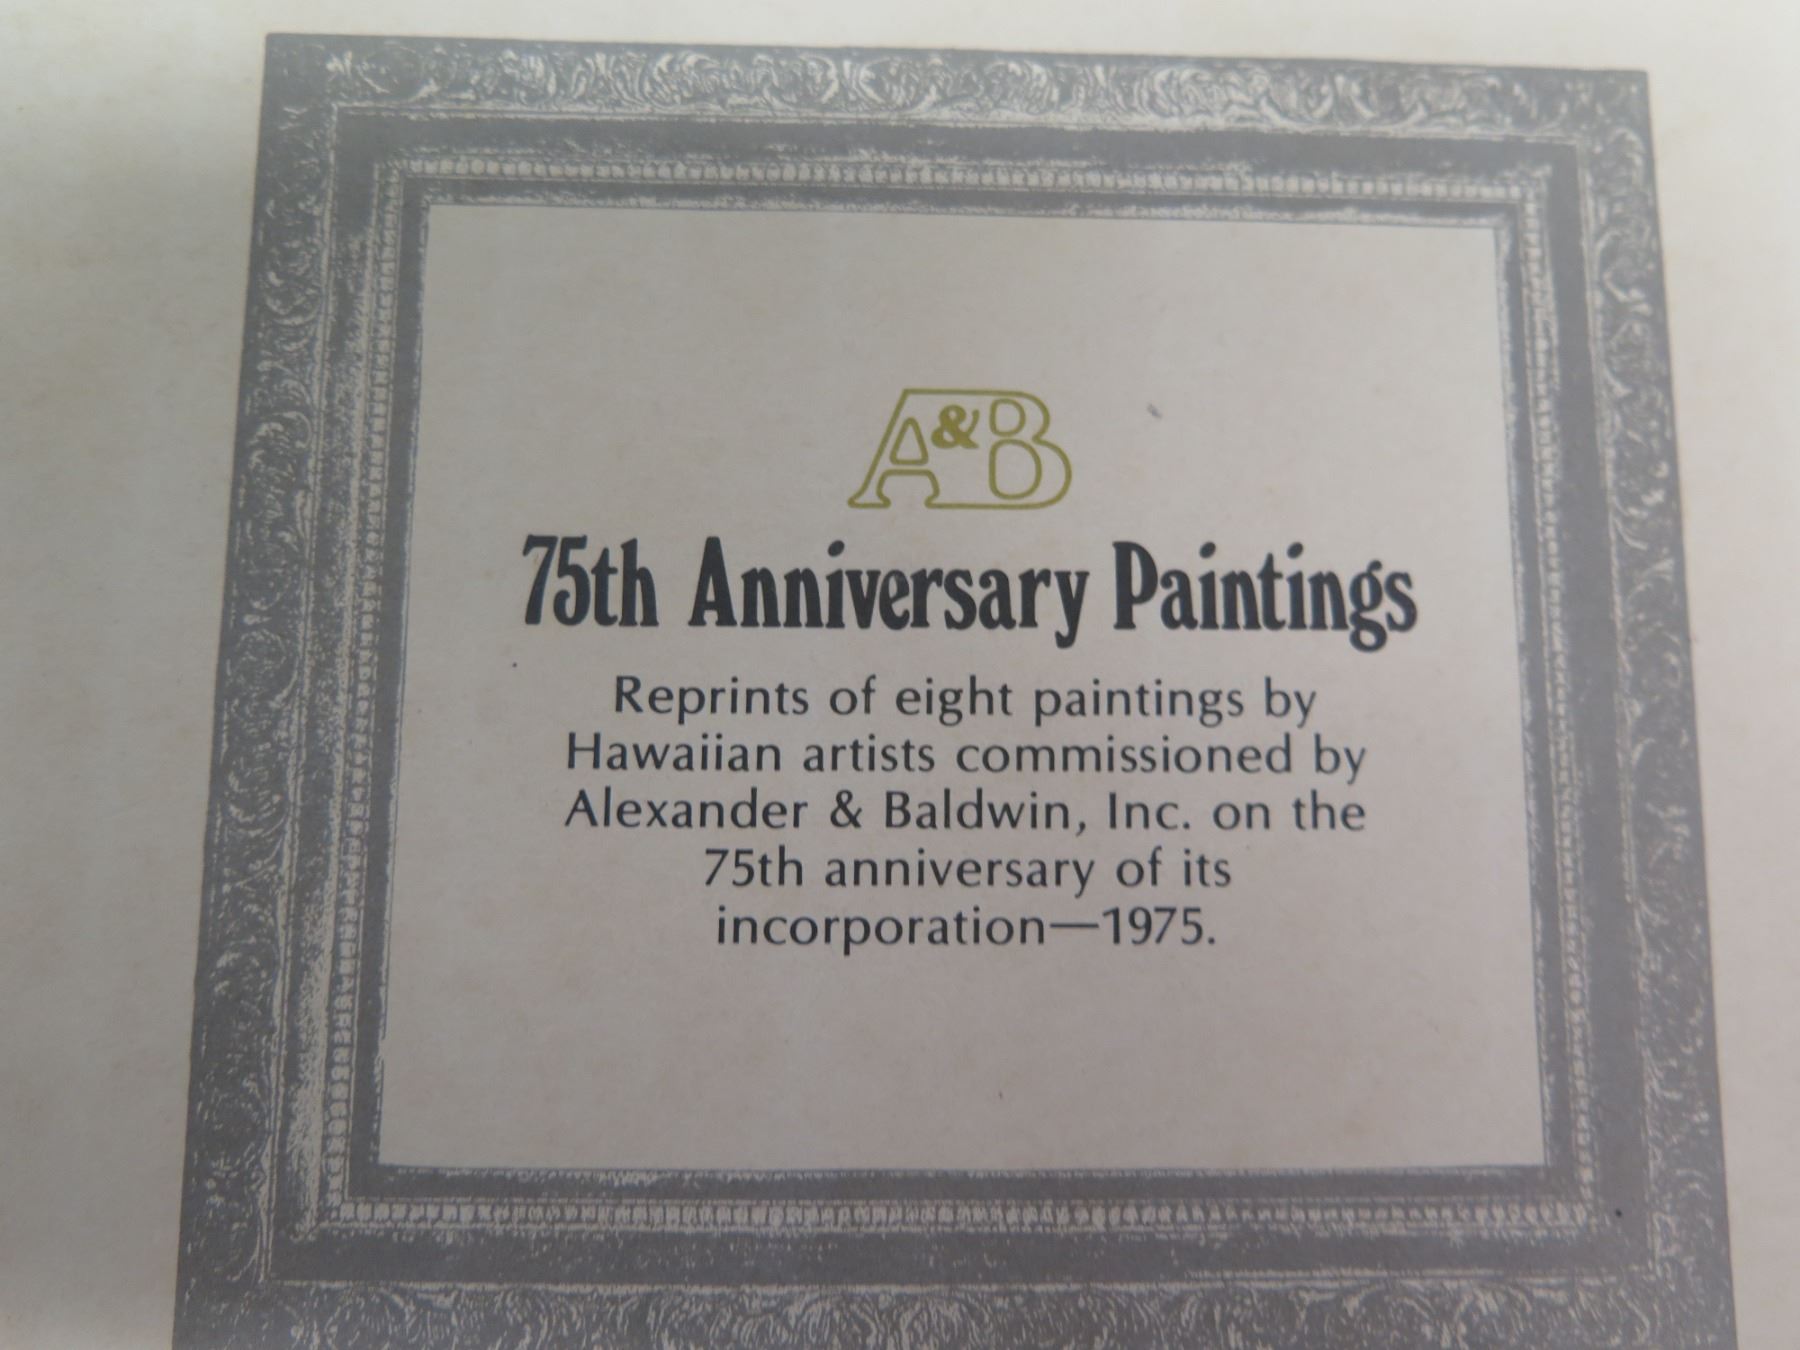 A&B
75th Anniversary Paintings
Reprints of eight paintings by
Hawaiian artists commissioned by
Alexander & Baldwin, Inc. on the
75th anniversary of its
incorporation—1975.